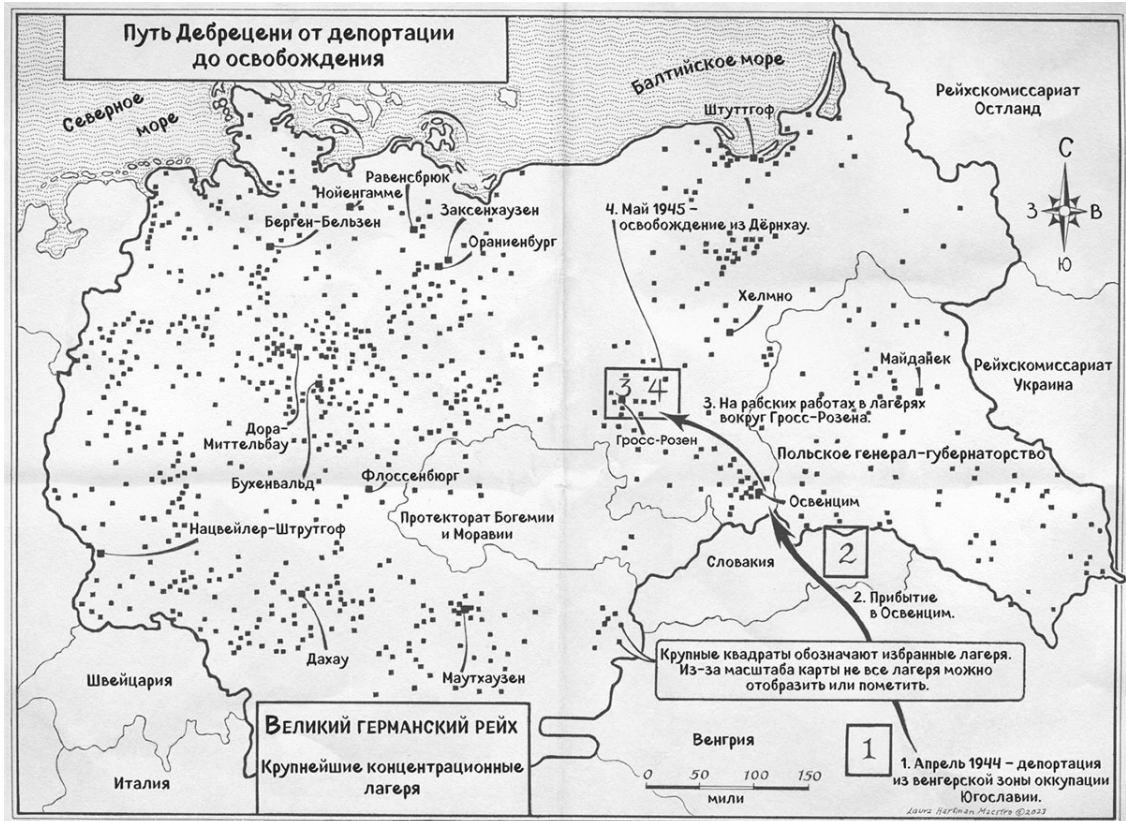 Путь Дебрецени от депортации
до освобождения
Северное
море
Балтийское море
Рейхскомиссариат
Остланд
Штуттгоф
С
З
В
Ю
Равенсбрюк
Нойенгамме
Заксенхаузен
Берген-Бельзен
Ораниенбург
4. Май 1945 –
освобождение из Дёрнхау.
Хелмно
Майданек
Рейхскомиссариат
Украина
3 4
3. На рабских работах в лагерях
вокруг Гросс-Розена.
Гросс-Розен
Дора-
Миттельбау
Польское генерал-губернаторство
Бухенвальд
Флоссенбюрг
Освенцим
Протекторат Богемии
и Моравии
Нацвейлер-Штрутгоф
Словакия
2
2. Прибытие
в Освенцим.
Дахау
Маутхаузен
Крупные квадраты обозначают избранные лагеря.
Из-за масштаба карты не все лагеря можно
отобразить или пометить.
Швейцария
Италия
Великий германский рейх
Крупнейшие концентрационные
лагеря
Венгрия
1
0 50 100 150
мили
1. Апрель 1944 – депортация
из венгерской зоны оккупации
Югославии.
Laura Hartman Maestro ©2023